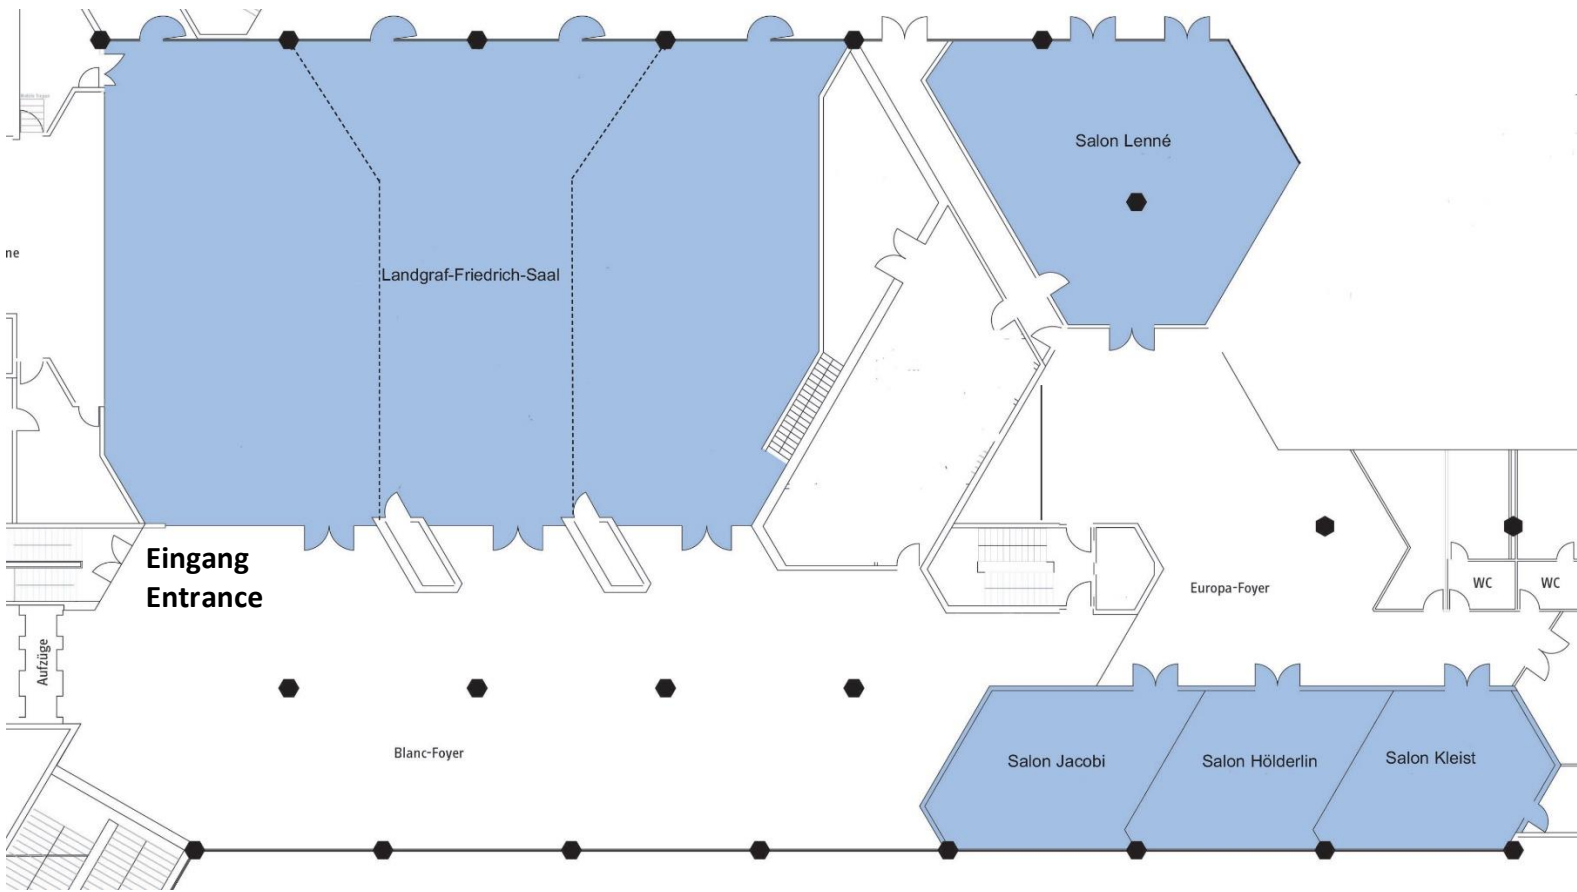 Salon Lenné
ne
Landgraf-Friedrich-Saal
Eingang
Entrance
WC
WC
Europa-Foyer
Aufzüge
Blanc-Foyer
Salon Jacobi
Salon Hölderlin
Salon Kleist